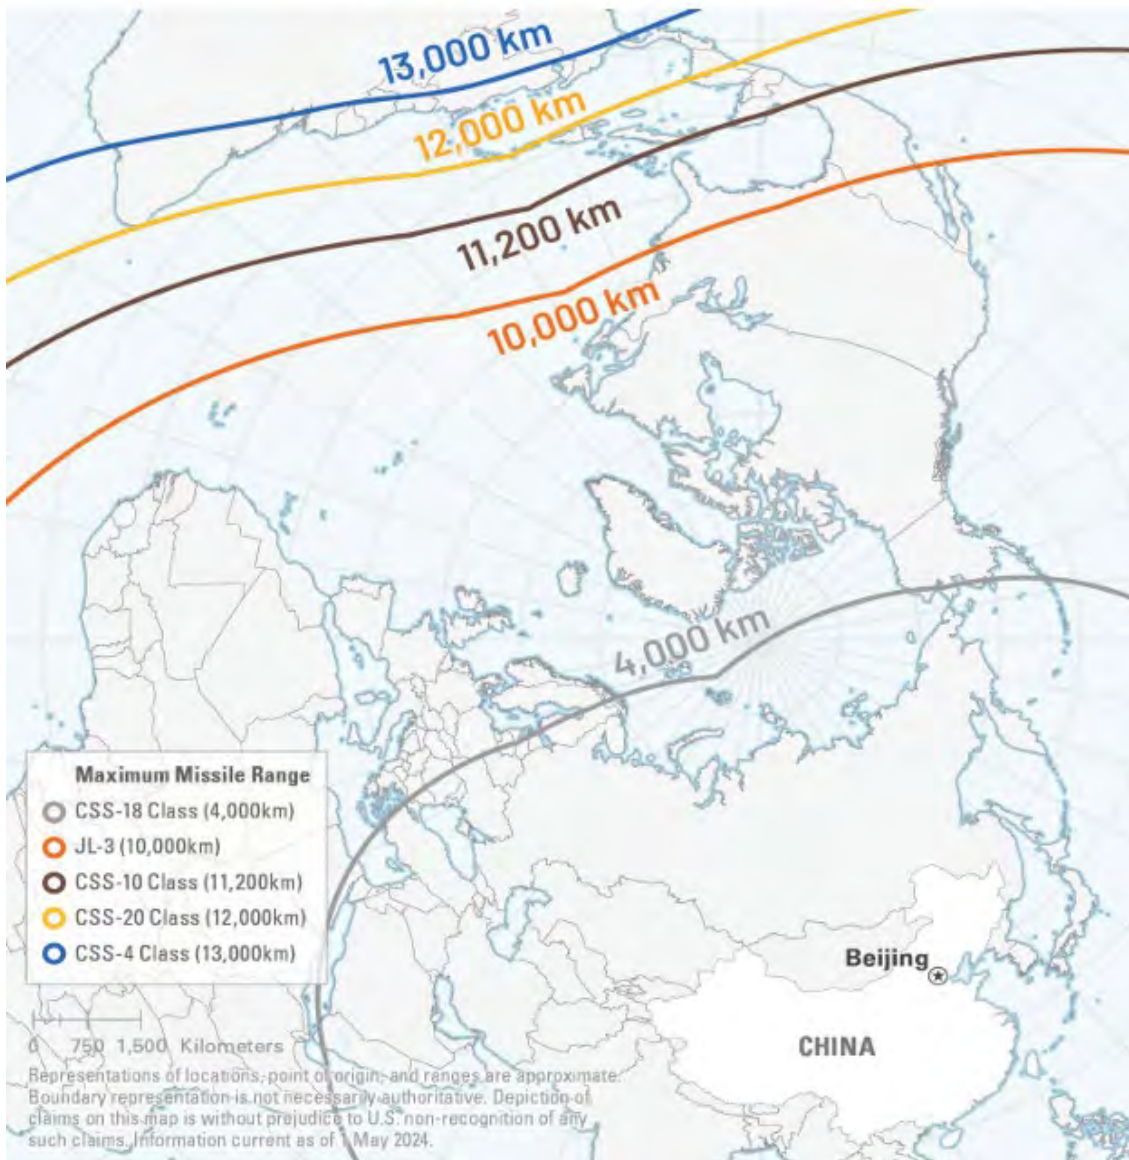 13,000 km
12,000 km
11,200 km
10,000 km
4,000 km
Maximum Missile Range
CSS-18 Class (4,000km)
JL-3 (10,000km)
CSS-10 Class (11,200km)
CSS-20 Class (12,000km)
CSS-4 Class (13,000km)
Beijing
CHINA
0 750 1,500 Kilometers
Representations of locations, point of origin, and ranges are approximate.
Boundary representation is not necessarily authoritative. Depiction of
claims on this map is without prejudice to U.S. non-recognition of any
such claims. Information current as of 1 May 2024.